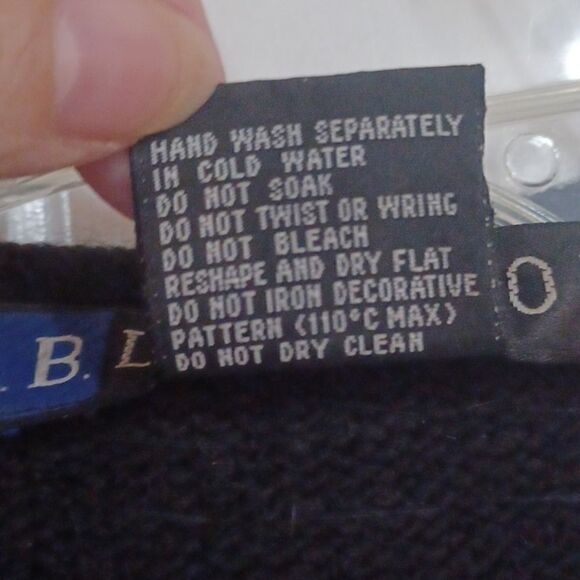 HAND WASH SEPARATELY
IN COLD WATER
DO NOT SOAK
DO NOT TWIST OR WRING
DO NOT BLEACH
RESHAPE AND DRY FLAT
DO NOT IRON DECORATIVE
PATTERN (110°C MAX)
DO NOT DRY CLEAN
. B. L
O